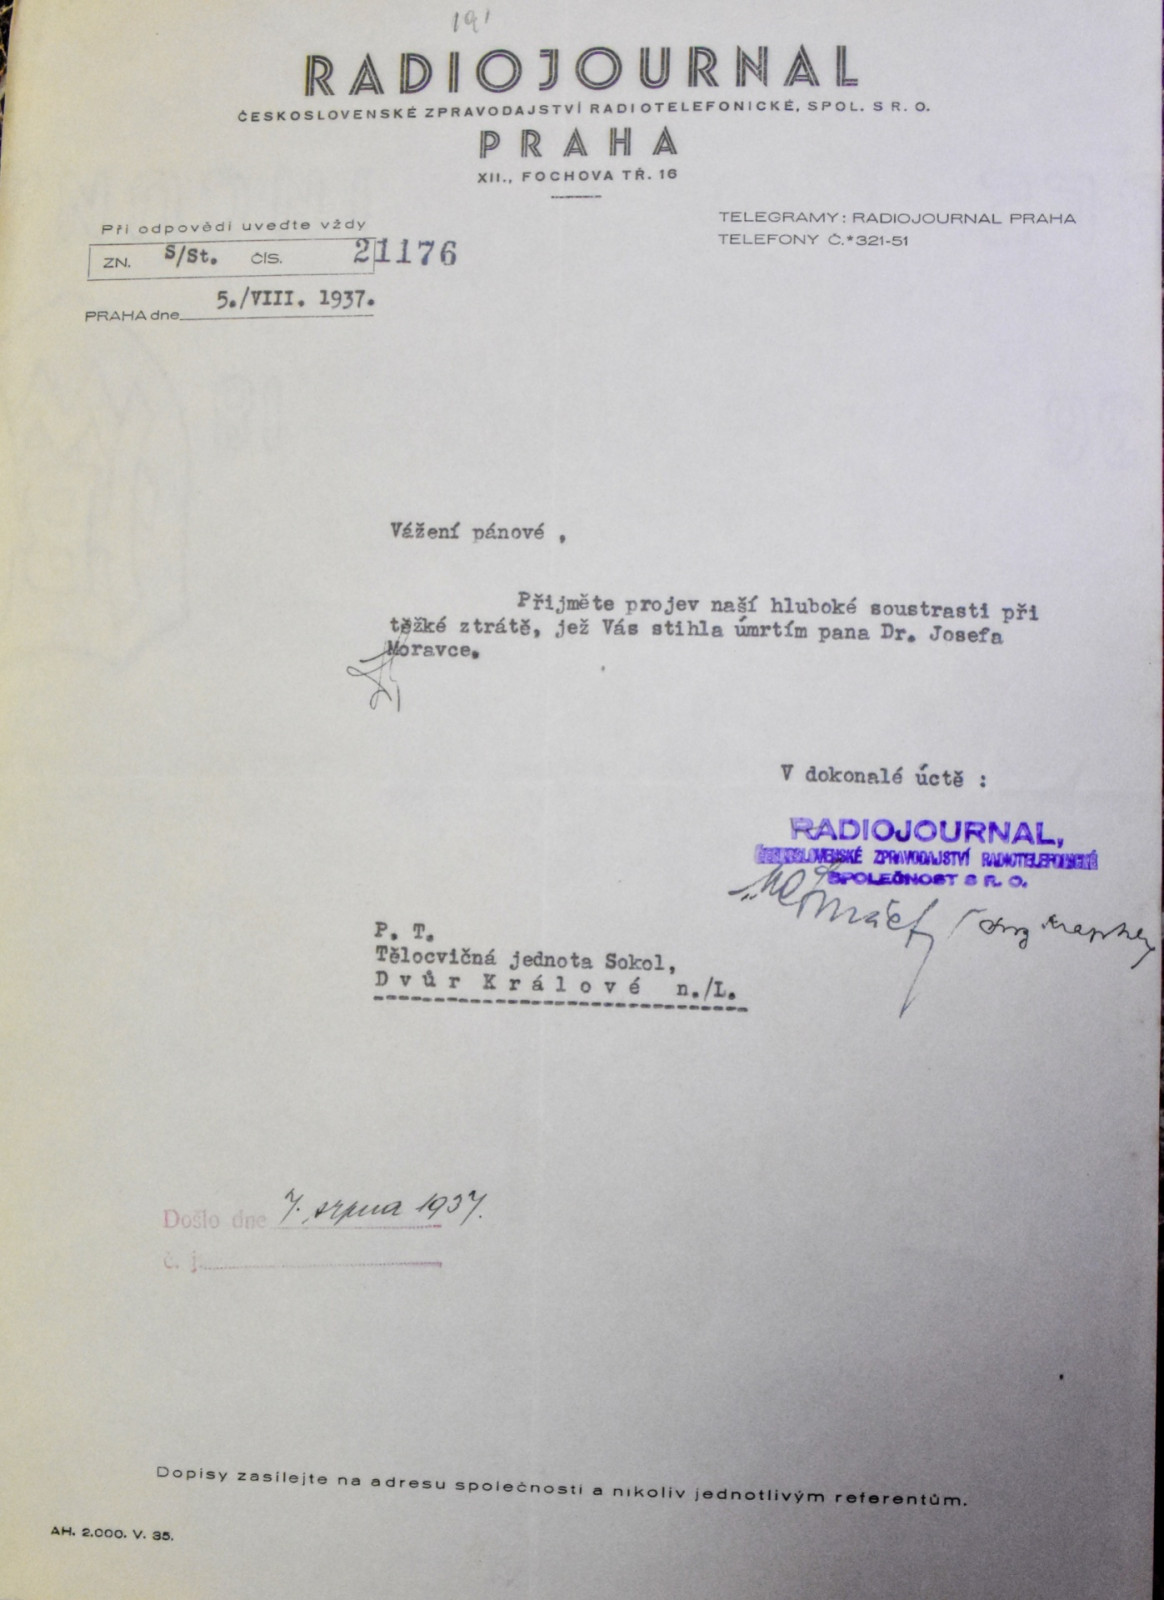 191
RADIOJOURNAL
ČESKOSLOVENSKÉ ZPRAVODAJSTVÍ RADIOTELEFONICKÉ, SPOL. S R. O.
PRAHA
XII., FOCHOVA TŘ. 16
Při odpovědi uveďte vždy
ZN. S/St. ČÍS. 21176
PRAHA dne 5./VIII. 1937.
TELEGRAMY: RADIOJOURNAL PRAHA
TELEFONY Č.*321-51
Vážení pánové ,
Přijměte projev naší hluboké soustrasti při
těžké ztrátě, jež Vás stihla úmrtím pana Dr. Josefa
Moravce.
V dokonalé úctě :
RADIOJOURNAL,
ČESKOSLOVENSKÉ ZPRAVODAJSTVÍ RADIOTELEFONICKÉ
SPOLEČNOST S R. O.
P. T.
Tělocvičná jednota Sokol,
Dvůr Králové n./L.
Došlo dne 7. srpna 1937.
č. j.
Dopisy zasílejte na adresu společnosti a nikoliv jednotlivým referentům.
AH. 2.000. V. 35.